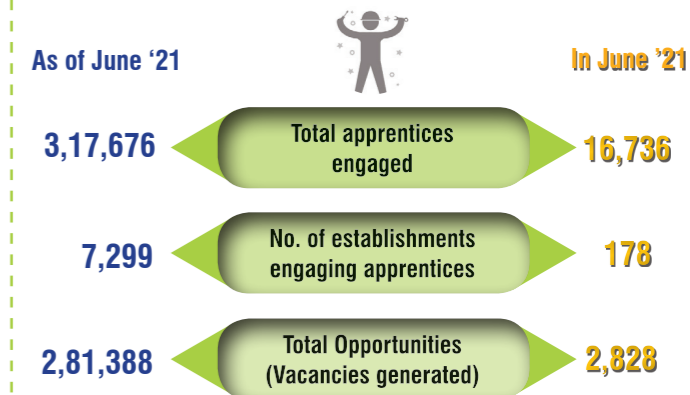 As of June ‘21
In June ’21
3,17,676
Total apprentices
engaged
16,736
7,299
No. of establishments
engaging apprentices
178
2,81,388
Total Opportunities
(Vacancies generated)
2,828